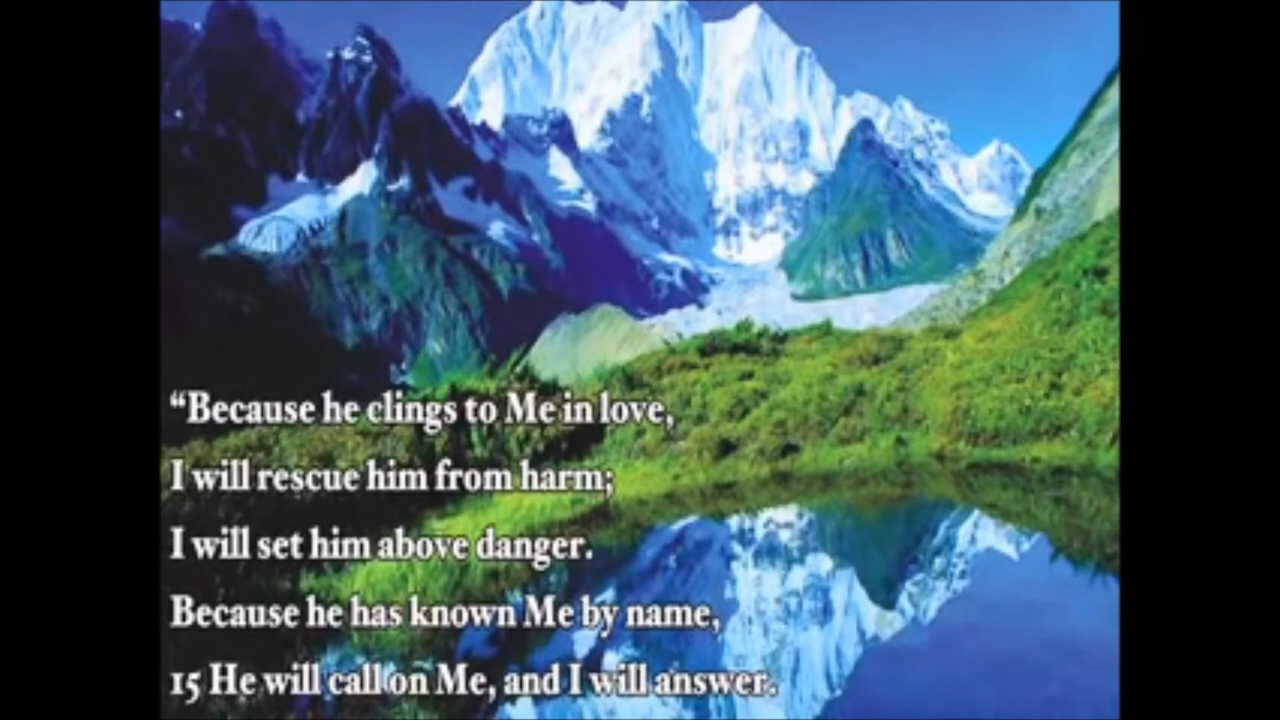 “Because he clings to Me in love,
I will rescue him from harm;
I will set him above danger.
Because he has known Me by name,
15 He will call on Me, and I will answer.